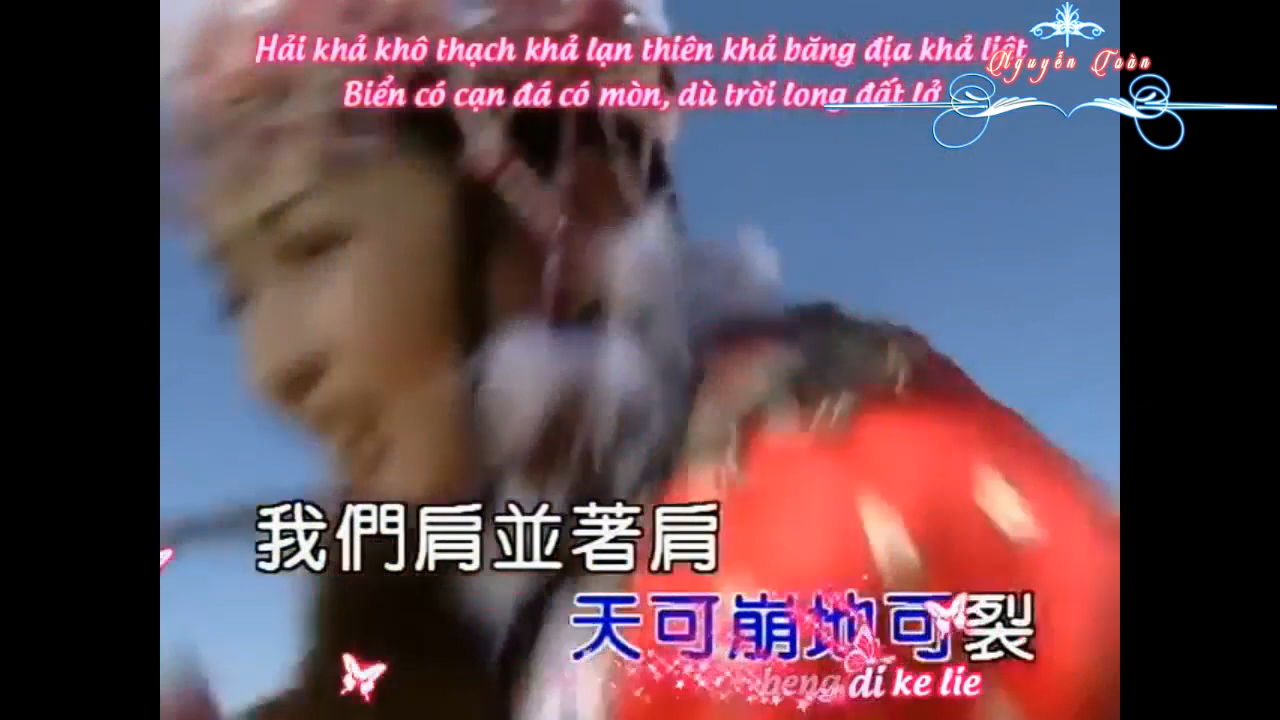 Hải khả khô thạch khả lạn thiên khả băng địa khả liệt
Nguyễn Toàn
Biển có cạn đá có mòn, dù trời long đất lở
我們肩並著肩
天可崩地可裂
beng dí ke lie